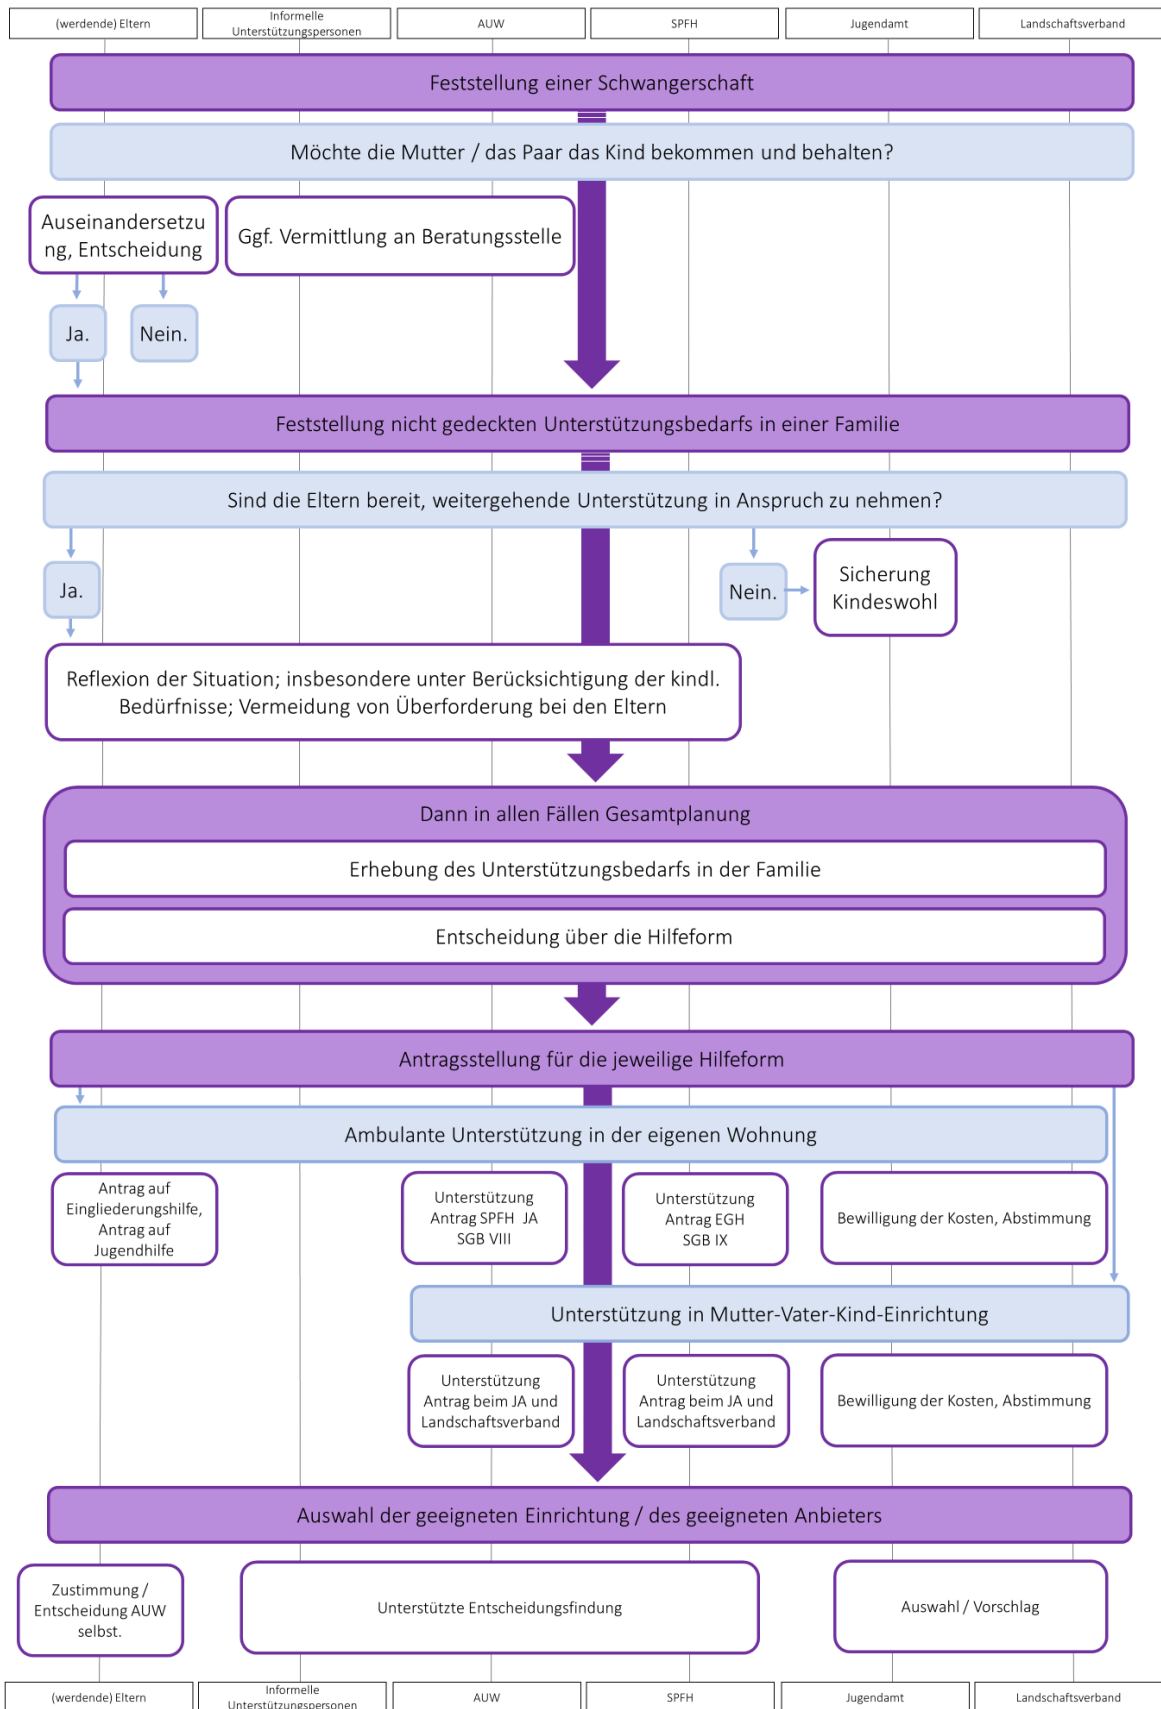 (werdende) Eltern
Informelle
Unterstützungspersonen
AUW
SPFH
Jugendamt
Landschaftsverband
Feststellung einer Schwangerschaft
Möchte die Mutter / das Paar das Kind bekommen und behalten?
Auseinandersetzu
ng, Entscheidung
Ggf. Vermittlung an Beratungsstelle
Ja.
Nein.
Feststellung nicht gedeckten Unterstützungsbedarfs in einer Familie
Sind die Eltern bereit, weitergehende Unterstützung in Anspruch zu nehmen?
Ja.
Nein.
Sicherung
Kindeswohl
Reflexion der Situation; insbesondere unter Berücksichtigung der kindl.
Bedürfnisse; Vermeidung von Überforderung bei den Eltern
Dann in allen Fällen Gesamtplanung
Erhebung des Unterstützungsbedarfs in der Familie
Entscheidung über die Hilfeform
Antragsstellung für die jeweilige Hilfeform
Ambulante Unterstützung in der eigenen Wohnung
Antrag auf
Eingliederungshilfe,
Antrag auf
Jugendhilfe
Unterstützung
Antrag SPFH JA
SGB VIII
Unterstützung
Antrag EGH
SGB IX
Bewilligung der Kosten, Abstimmung
Unterstützung in Mutter-Vater-Kind-Einrichtung
Unterstützung
Antrag beim JA und
Landschaftsverband
Unterstützung
Antrag beim JA und
Landschaftsverband
Bewilligung der Kosten, Abstimmung
Auswahl der geeigneten Einrichtung / des geeigneten Anbieters
Zustimmung /
Entscheidung AUW
selbst.
Unterstützte Entscheidungsfindung
Auswahl / Vorschlag
(werdende) Eltern
Informelle
Unterstützungspersonen
AUW
SPFH
Jugendamt
Landschaftsverband